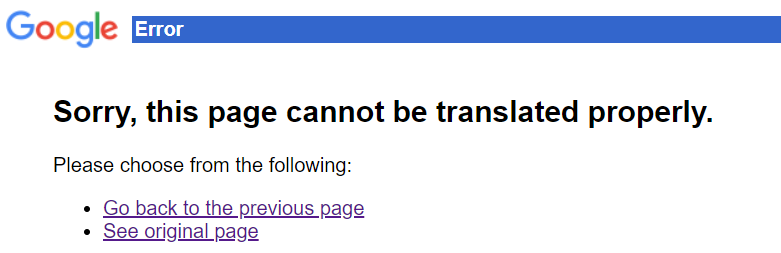 Google Error
Sorry, this page cannot be translated properly.
Please choose from the following:
Go back to the previous page
See original page